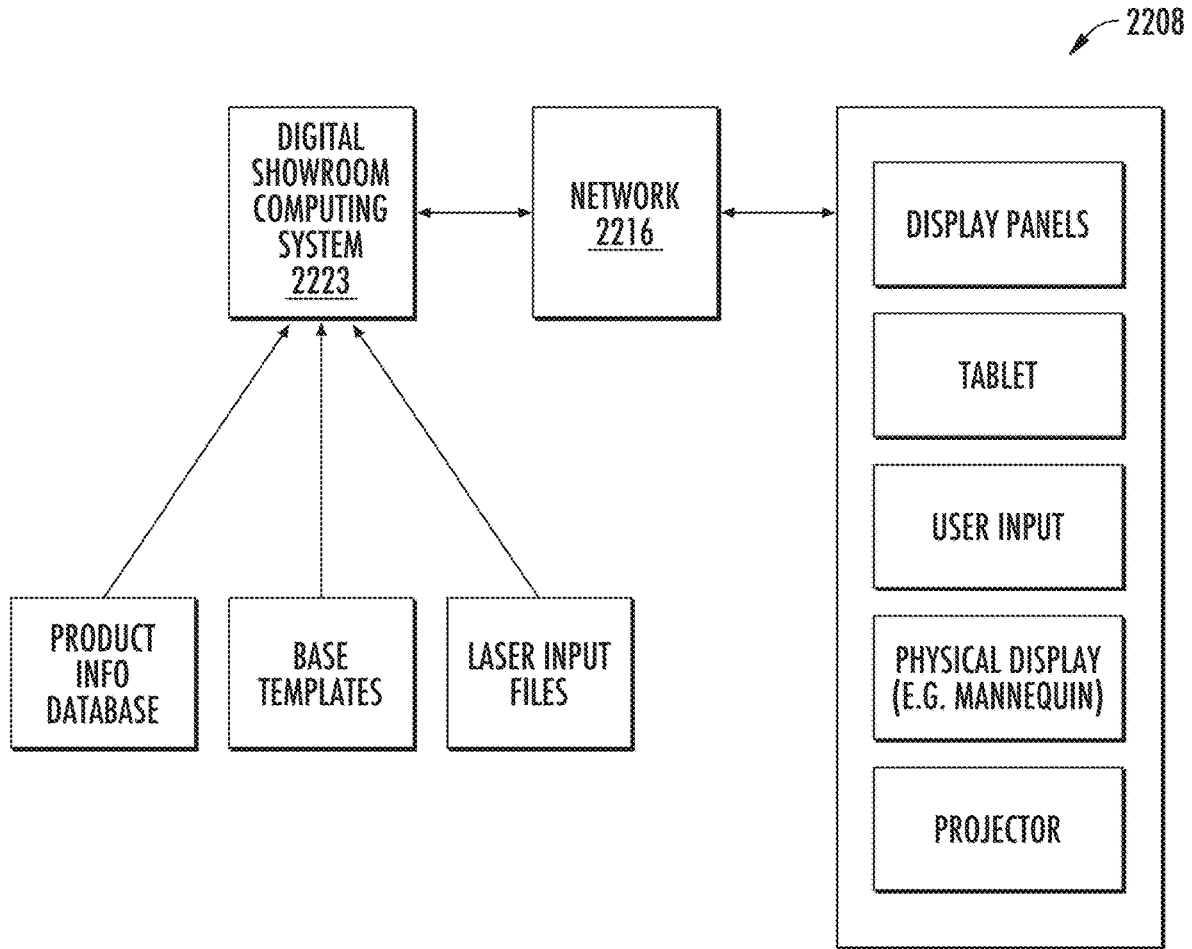 2208
DIGITAL
SHOWROOM
COMPUTING
SYSTEM
2223
NETWORK
2216
DISPLAY PANELS
TABLET
USER INPUT
PHYSICAL DISPLAY
(E.G. MANNEQUIN)
PROJECTOR
PRODUCT
INFO
DATABASE
BASE
TEMPLATES
LASER INPUT
FILES